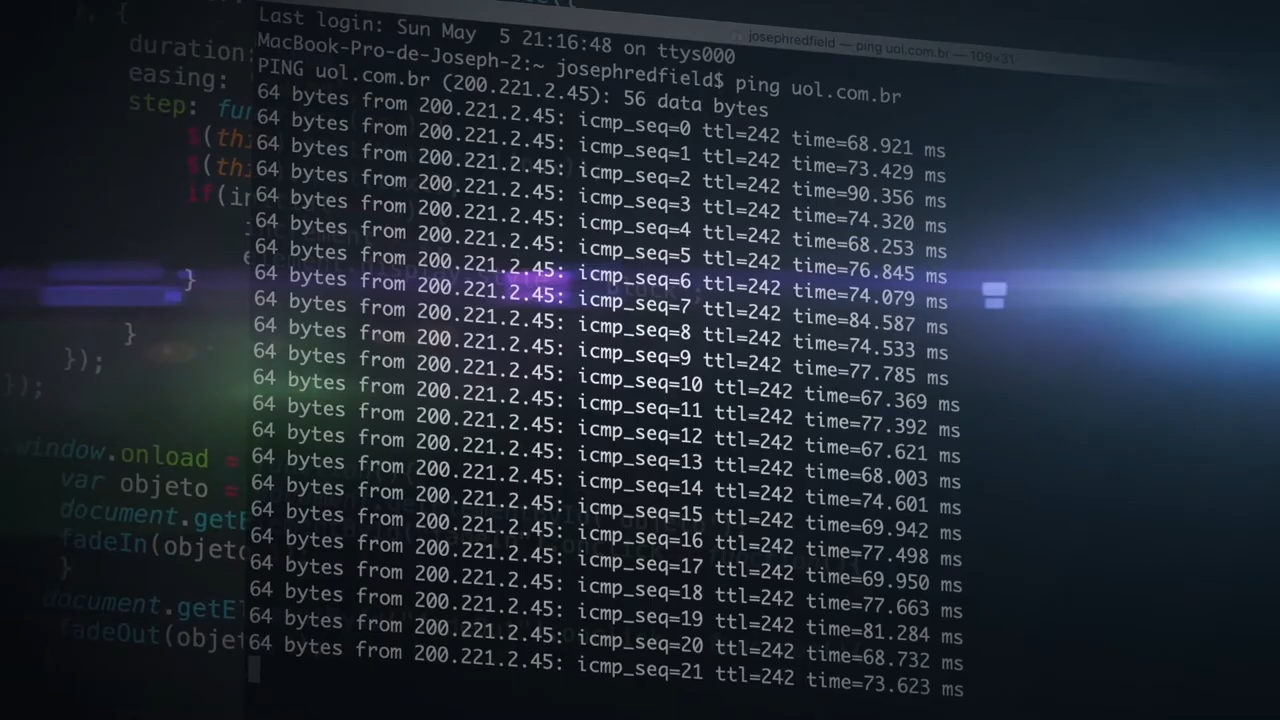 josephredfield — ping uol.com.br — 109×31
Last login: Sun May  5 21:16:48 on ttys000
MacBook-Pro-de-Joseph-2:~ josephredfield$ ping uol.com.br
PING uol.com.br (200.221.2.45): 56 data bytes
64 bytes from 200.221.2.45: icmp_seq=0 ttl=242 time=68.921 ms
64 bytes from 200.221.2.45: icmp_seq=1 ttl=242 time=73.429 ms
64 bytes from 200.221.2.45: icmp_seq=2 ttl=242 time=90.356 ms
64 bytes from 200.221.2.45: icmp_seq=3 ttl=242 time=74.320 ms
64 bytes from 200.221.2.45: icmp_seq=4 ttl=242 time=68.253 ms
64 bytes from 200.221.2.45: icmp_seq=5 ttl=242 time=76.845 ms
64 bytes from 200.221.2.45: icmp_seq=6 ttl=242 time=74.079 ms
64 bytes from 200.221.2.45: icmp_seq=7 ttl=242 time=84.587 ms
64 bytes from 200.221.2.45: icmp_seq=8 ttl=242 time=74.533 ms
64 bytes from 200.221.2.45: icmp_seq=9 ttl=242 time=77.785 ms
64 bytes from 200.221.2.45: icmp_seq=10 ttl=242 time=67.369 ms
64 bytes from 200.221.2.45: icmp_seq=11 ttl=242 time=77.392 ms
64 bytes from 200.221.2.45: icmp_seq=12 ttl=242 time=67.621 ms
64 bytes from 200.221.2.45: icmp_seq=13 ttl=242 time=68.003 ms
64 bytes from 200.221.2.45: icmp_seq=14 ttl=242 time=74.601 ms
64 bytes from 200.221.2.45: icmp_seq=15 ttl=242 time=69.942 ms
64 bytes from 200.221.2.45: icmp_seq=16 ttl=242 time=77.498 ms
64 bytes from 200.221.2.45: icmp_seq=17 ttl=242 time=69.950 ms
64 bytes from 200.221.2.45: icmp_seq=18 ttl=242 time=77.663 ms
64 bytes from 200.221.2.45: icmp_seq=19 ttl=242 time=81.284 ms
64 bytes from 200.221.2.45: icmp_seq=20 ttl=242 time=68.732 ms
64 bytes from 200.221.2.45: icmp_seq=21 ttl=242 time=73.623 ms
duration:
easing:
step: fun
$(thi
$(thi
if(in
}
}
});
});
window.onload =
var objeto =
document.getE
fadeIn(objeto
}
document.getEl
fadeOut(objet